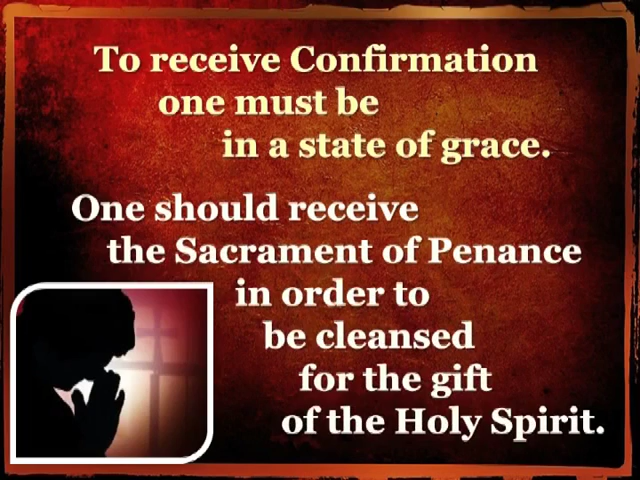 To receive Confirmation
one must be
in a state of grace.
One should receive
the Sacrament of Penance
in order to
be cleansed
for the gift
of the Holy Spirit.